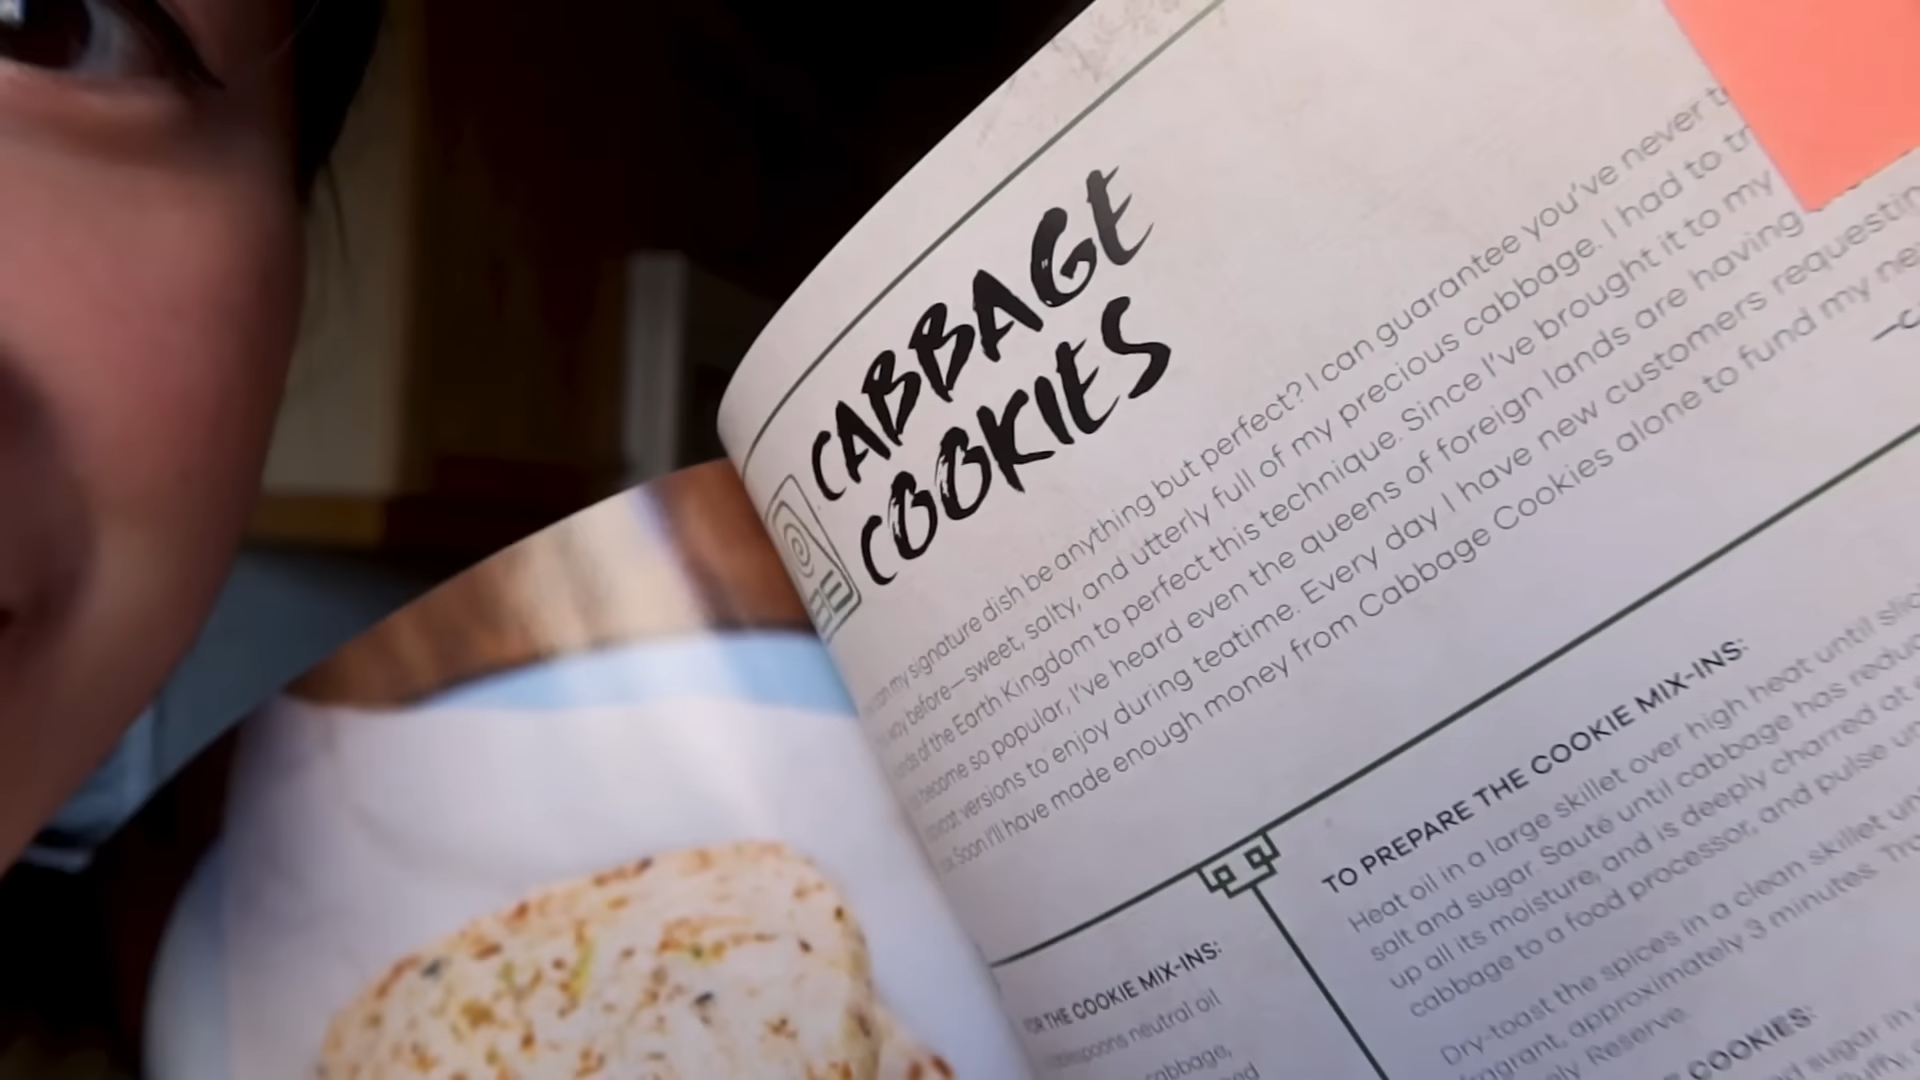 CABBAGE
COOKIES
my signature dish be anything but perfect? I can guarantee you've never
way before—sweet, salty, and utterly full of my precious cabbage. I had to
of the Earth Kingdom to perfect this technique. Since I've brought it to my
become so popular, I've heard even the queens of foreign lands are having
versions to enjoy during teatime. Every day I have new customers requesting
Soon I'll have made enough money from Cabbage Cookies alone to fund my
FOR THE COOKIE MIX-INS:
neutral oil
cabbage,
TO PREPARE THE COOKIE MIX-INS:
Heat oil in a large skillet over high heat until
salt and sugar. Sauté until cabbage has
up all its moisture, and is deeply charred at
cabbage to a food processor, and pulse
Dry-toast the spices in a clean skillet
fragrant, approximately 3 minutes.
Reserve.
COOKIES:
sugar in